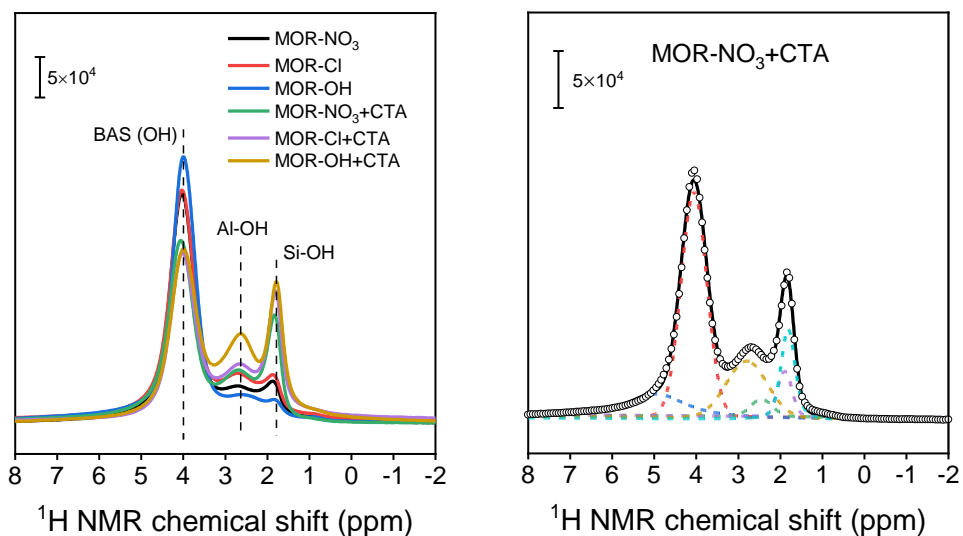 5×10⁴
MOR-NO₃
MOR-Cl
MOR-OH
MOR-NO₃+CTA
MOR-Cl+CTA
MOR-OH+CTA
BAS (OH)
Al-OH
Si-OH
8 7 6 5 4 3 2 1 0 -1 -2
¹H NMR chemical shift (ppm)
MOR-NO₃+CTA
5×10⁴
8 7 6 5 4 3 2 1 0 -1 -2
¹H NMR chemical shift (ppm)